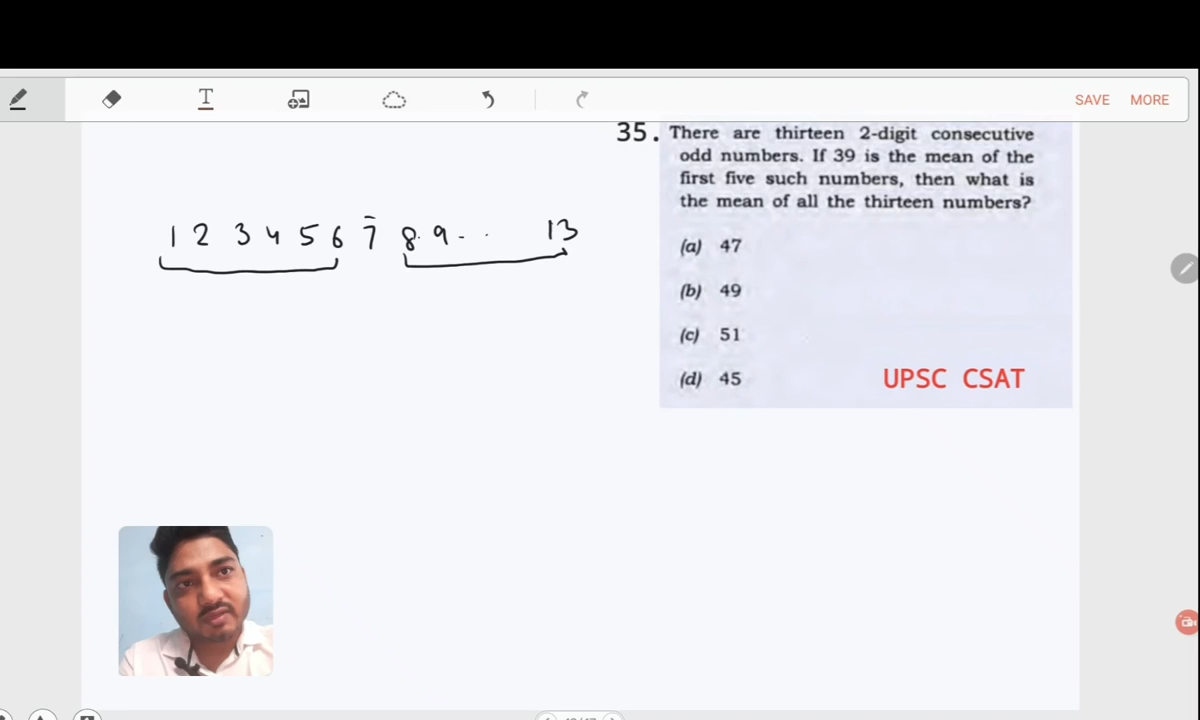 T SAVE MORE
35. There are thirteen 2-digit consecutive
odd numbers. If 39 is the mean of the
first five such numbers, then what is
the mean of all the thirteen numbers?
1 2 3 4 5 6 7 8 9 - . 13
(a) 47
(b) 49
(c) 51
(d) 45
UPSC CSAT